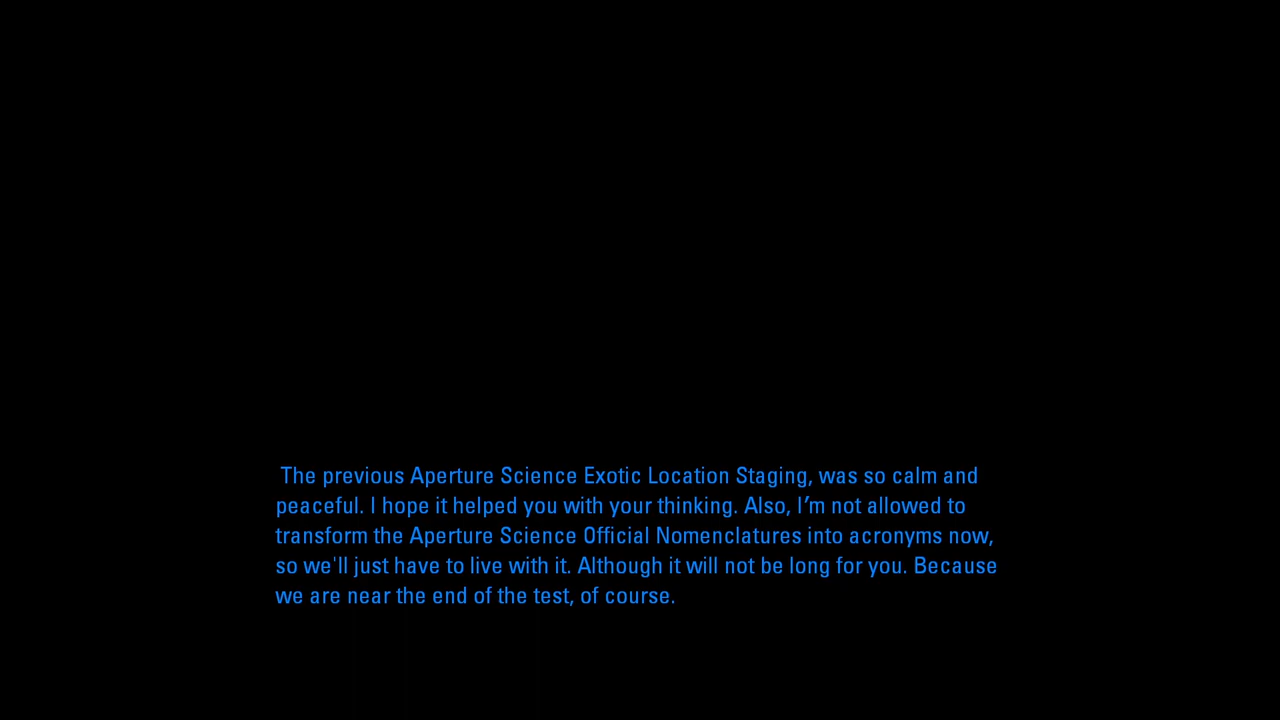 The previous Aperture Science Exotic Location Staging, was so calm and
peaceful. I hope it helped you with your thinking. Also, I’m not allowed to
transform the Aperture Science Official Nomenclatures into acronyms now,
so we'll just have to live with it. Although it will not be long for you. Because
we are near the end of the test, of course.